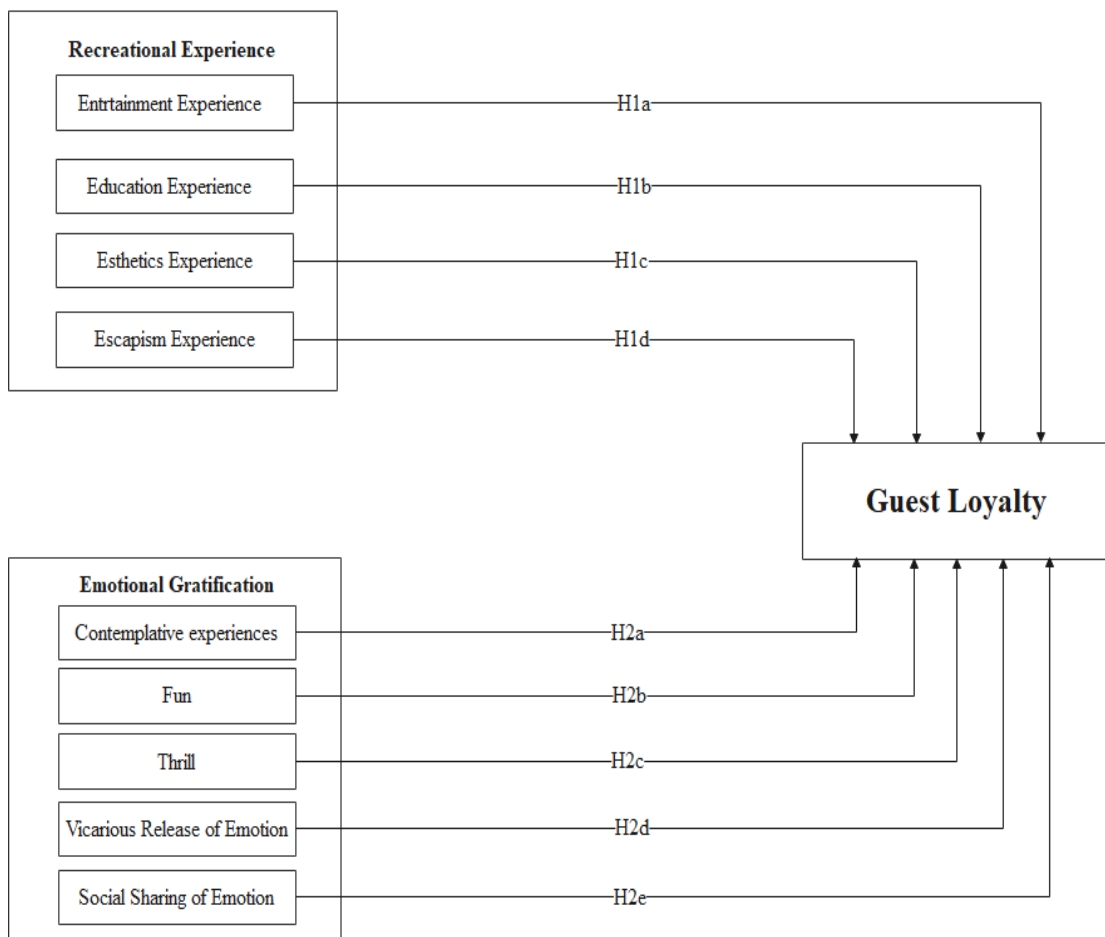 Recreational Experience
Entrtainment Experience
H1a
Education Experience
H1b
Esthetics Experience
H1c
Escapism Experience
H1d
Guest Loyalty
Emotional Gratification
Contemplative experiences
H2a
Fun
H2b
Thrill
H2c
Vicarious Release of Emotion
H2d
Social Sharing of Emotion
H2e